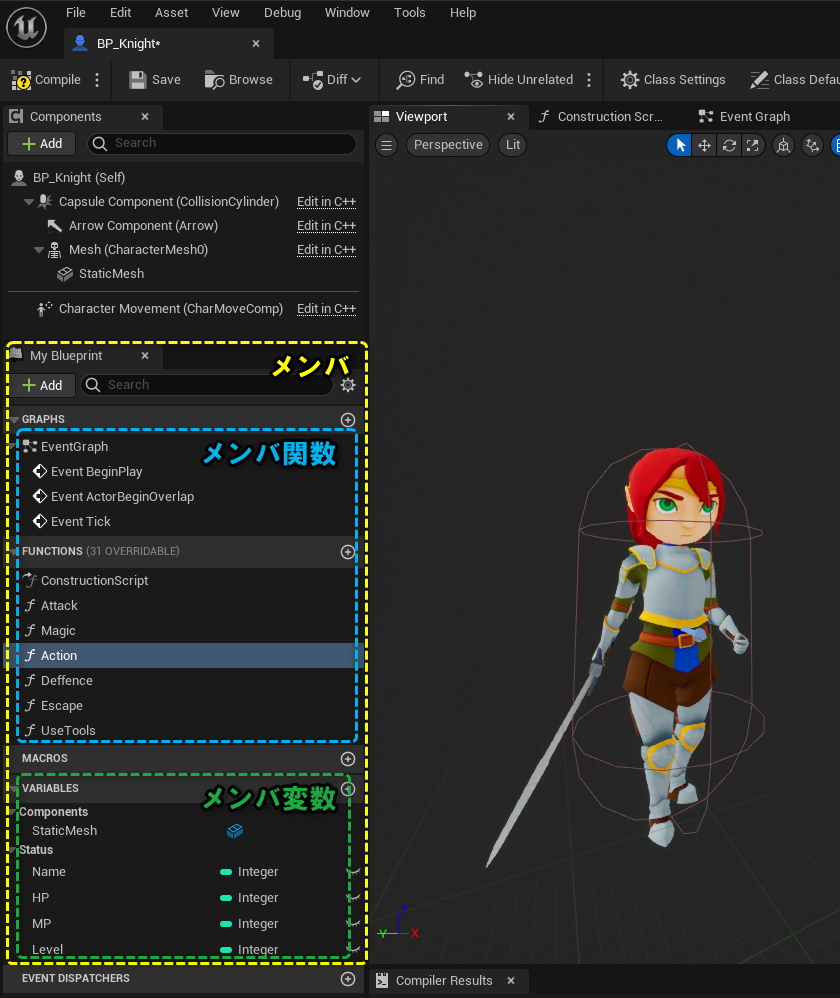 File Edit Asset View Debug Window Tools Help
BP_Knight*
Compile Save Browse Diff Find Hide Unrelated Class Settings Class Defau
Components
Add Search
BP_Knight (Self)
Capsule Component (CollisionCylinder) Edit in C++
Arrow Component (Arrow) Edit in C++
Mesh (CharacterMesh0) Edit in C++
StaticMesh
Character Movement (CharMoveComp) Edit in C++
My Blueprint メンバ
Add Search
GRAPHS
EventGraph メンバ関数
Event BeginPlay
Event ActorBeginOverlap
Event Tick
FUNCTIONS (31 OVERRIDABLE)
ConstructionScript
Attack
Magic
Action
Deffence
Escape
UseTools
MACROS
VARIABLES メンバ変数
Components
StaticMesh
Status
Name Integer
HP Integer
MP Integer
Level Integer
EVENT DISPATCHERS
Viewport Construction Scr... Event Graph
Perspective Lit
Y X
Compiler Results